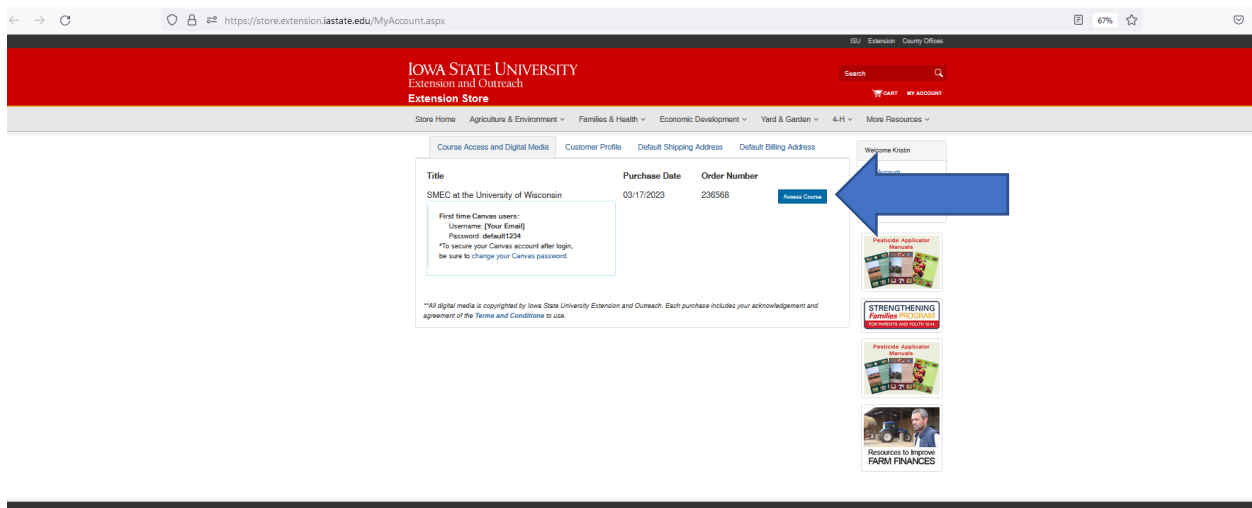 https://store.extension.iastate.edu/MyAccount.aspx
67%
ISU Extension County Offices
IOWA STATE UNIVERSITY
Extension and Outreach
Extension Store
Search
CART MY ACCOUNT
Store Home Agriculture & Environment Families & Health Economic Development Yard & Garden 4-H More Resources
Course Access and Digital Media Customer Profile Default Shipping Address Default Billing Address
Welcome Kristin
Account
Title Purchase Date Order Number
SMEC at the University of Wisconsin 03/17/2023 236568 Access Course
First time Canvas users:
Username: [Your Email]
Password: default1234
*To secure your Canvas account after login,
be sure to change your Canvas password.
**All digital media is copyrighted by Iowa State University Extension and Outreach. Each purchase includes your acknowledgement and
agreement of the Terms and Conditions to use.
Pesticide Applicator
Manuals
STRENGTHENING
Families PROGRAM
FOR PARENTS AND YOUTH 10-14
Pesticide Applicator
Manuals
Resources to Improve
FARM FINANCES